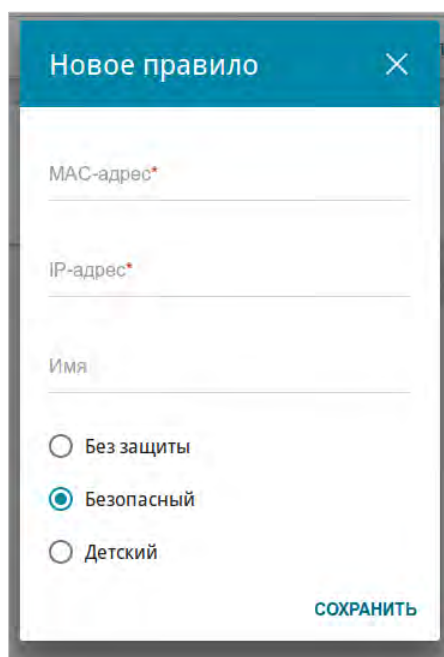 Новое правило
MAC-адрес*
IP-адрес*
Имя
Без защиты
Безопасный
Детский
СОХРАНИТЬ